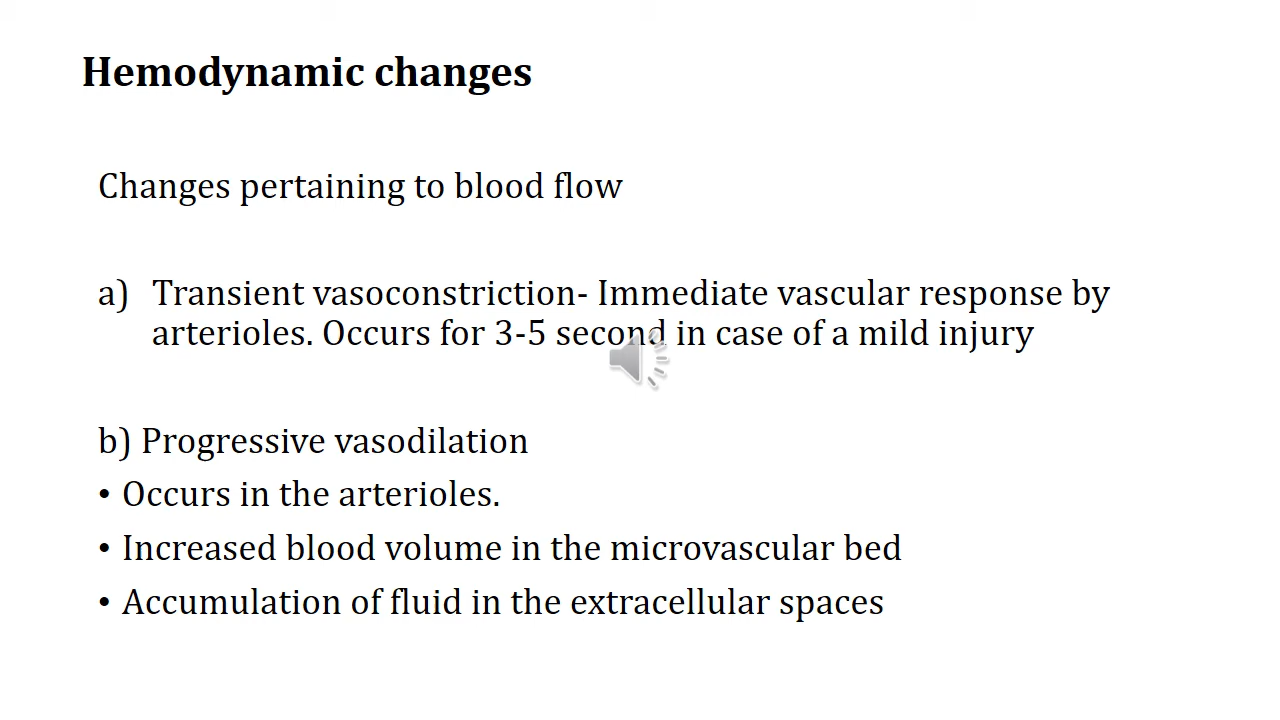 Hemodynamic changes
Changes pertaining to blood flow
a) Transient vasoconstriction- Immediate vascular response by
arterioles. Occurs for 3-5 second in case of a mild injury
b) Progressive vasodilation
• Occurs in the arterioles.
• Increased blood volume in the microvascular bed
• Accumulation of fluid in the extracellular spaces